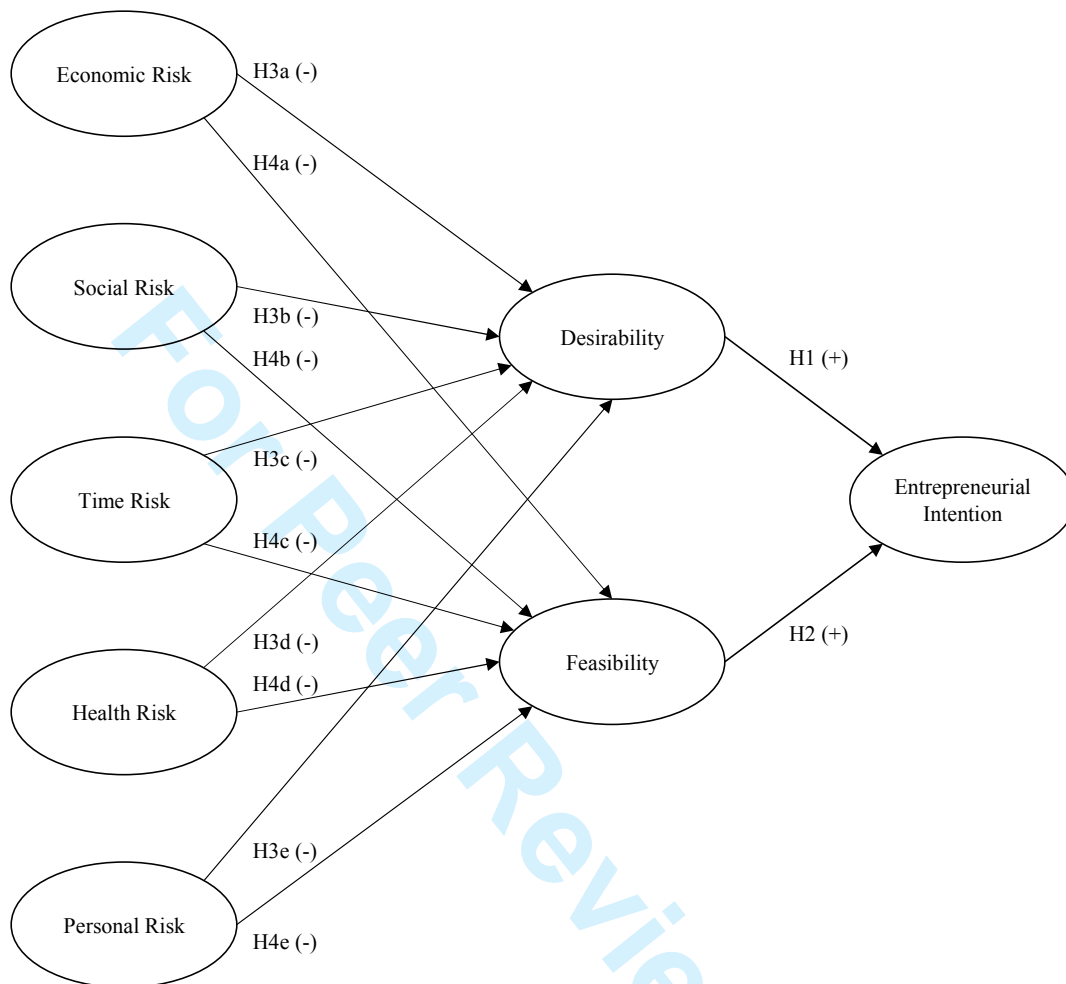 Economic Risk
H3a (-)
H4a (-)
Social Risk
H3b (-)
H4b (-)
Desirability
H1 (+)
Time Risk
H3c (-)
H4c (-)
Entrepreneurial
Intention
Health Risk
H3d (-)
H4d (-)
Feasibility
H2 (+)
Personal Risk
H3e (-)
H4e (-)
For Peer Revie